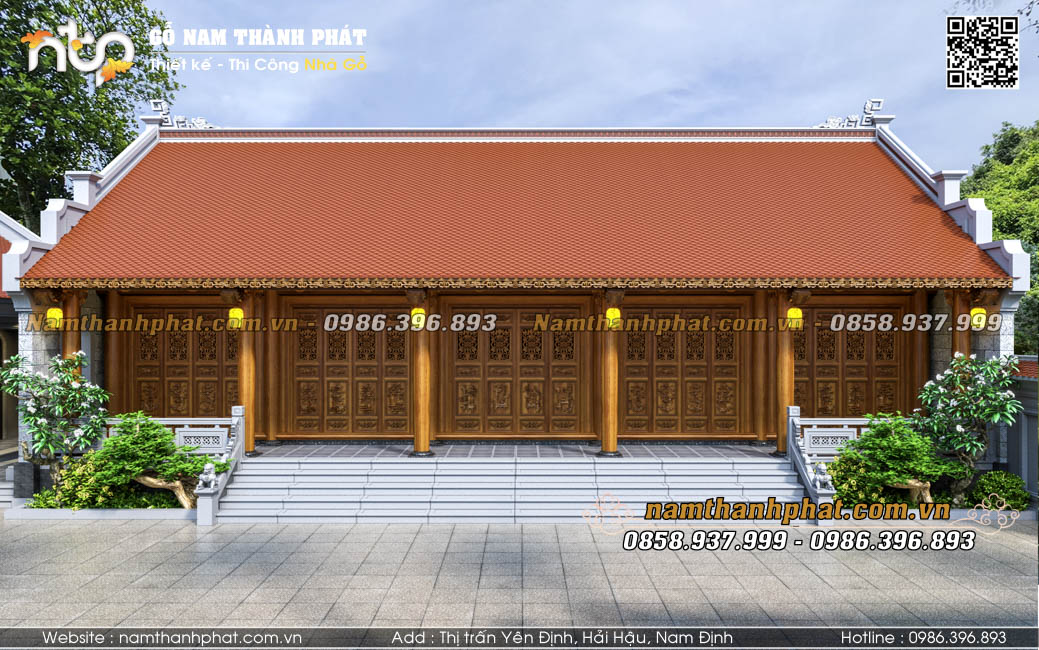 ntp
GỖ NAM THÀNH PHÁT
Thiết kế - Thi Công Nhà Gỗ
Namthanhphat.com.vn - 0986.396.893
Namthanhphat.com.vn - 0858.937.999
namthanhphat.com.vn
0858.937.999 - 0986.396.893
Website : namthanhphat.com.vn
Add : Thị trấn Yên Định, Hải Hậu, Nam Định
Hotline : 0986.396.893